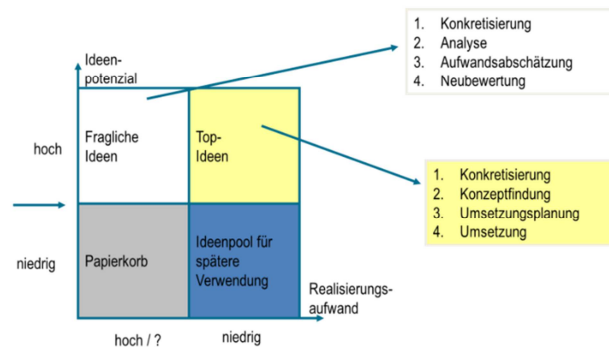 Ideen-
potenzial
hoch
niedrig
Fragliche
Ideen
Top-
Ideen
Papierkorb
Ideenpool für
spätere
Verwendung
Realisierungs-
aufwand
hoch / ?
niedrig
1. Konkretisierung
2. Analyse
3. Aufwandsabschätzung
4. Neubewertung
1. Konkretisierung
2. Konzeptfindung
3. Umsetzungsplanung
4. Umsetzung